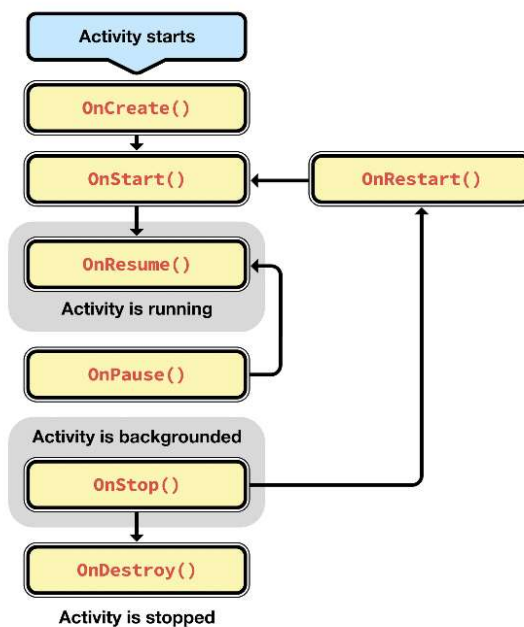 Activity starts
OnCreate()
OnStart()
OnRestart()
OnResume()
Activity is running
OnPause()
Activity is backgrounded
OnStop()
OnDestroy()
Activity is stopped